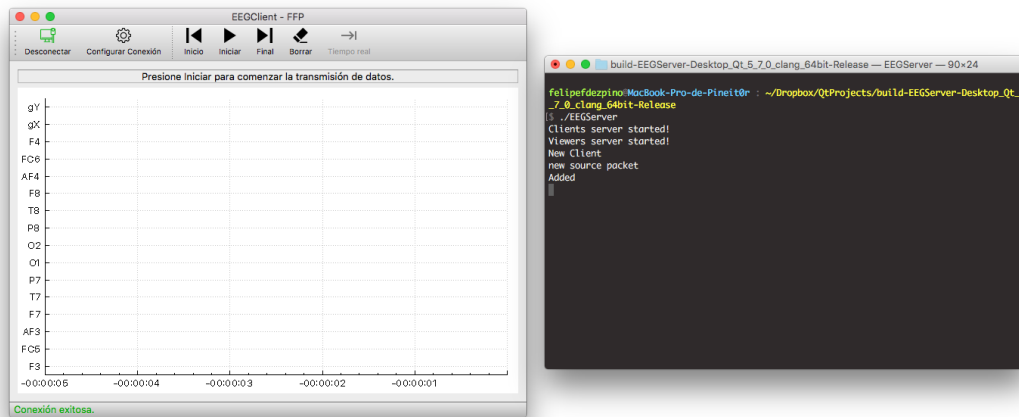 EEGClient - FFP
Desconectar Configurar Conexión Inicio Iniciar Final Borrar Tiempo real
Presione Iniciar para comenzar la transmisión de datos.
gY
gX
F4
FC6
AF4
F8
T8
P8
O2
O1
P7
T7
F7
AF3
FC5
F3
-00:00:05 -00:00:04 -00:00:03 -00:00:02 -00:00:01
Conexión exitosa.
build-EEGServer-Desktop_Qt_5_7_0_clang_64bit-Release — EEGServer — 90×24
felipefdezpino@MacBook-Pro-de-Pineit0r : ~/Dropbox/QtProjects/build-EEGServer-Desktop_Qt_
_7_0_clang_64bit-Release
[$ ./EEGServer
Clients server started!
Viewers server started!
New Client
new source packet
Added